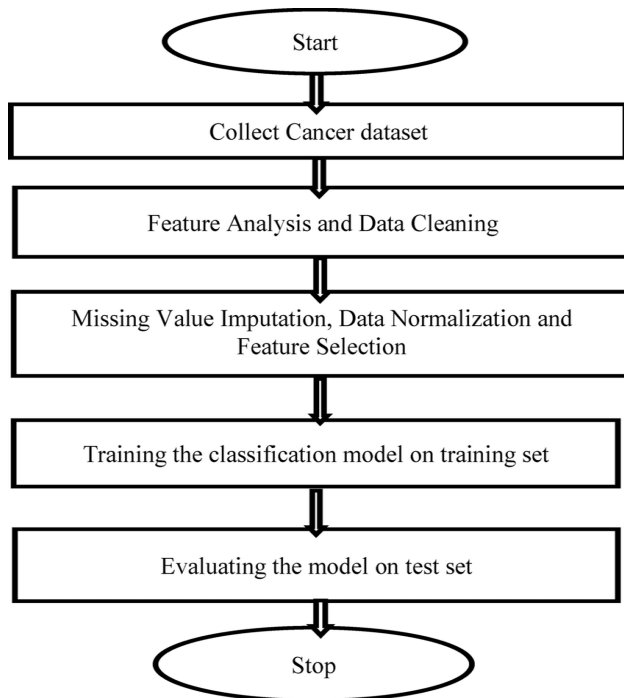 Start
Collect Cancer dataset
Feature Analysis and Data Cleaning
Missing Value Imputation, Data Normalization and
Feature Selection
Training the classification model on training set
Evaluating the model on test set
Stop